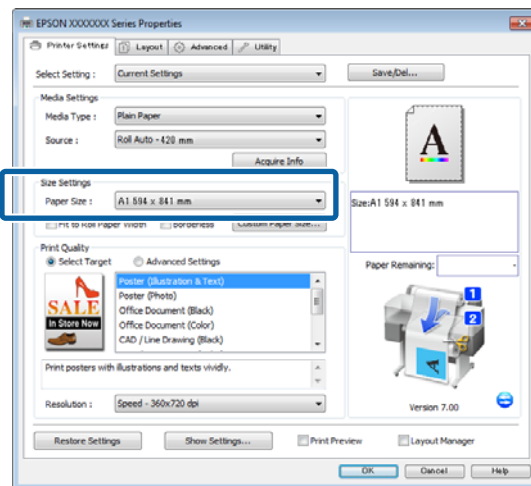 EPSON XXXXXXX Series Properties
Printer Settings Layout Advanced Utility
Select Setting : Current Settings Save/Del...
Media Settings
Media Type : Plain Paper
Source : Roll Auto - 420 mm
Acquire Info
A
Size Settings
Paper Size : A1 594 x 841 mm
Size:A1 594 x 841 mm
Fit to Roll Paper Width Borderless Custom Paper Size...
Print Quality
Select Target Advanced Settings
Paper Remaining: -
SALE
In Store Now
Poster (Illustration & Text)
Poster (Photo)
Office Document (Black)
Office Document (Color)
CAD / Line Drawing (Black)
1
2
A
Print posters with illustrations and texts vividly.
Resolution : Speed - 360x720 dpi
Version 7.00
Restore Settings Show Settings... Print Preview Layout Manager
OK Cancel Help